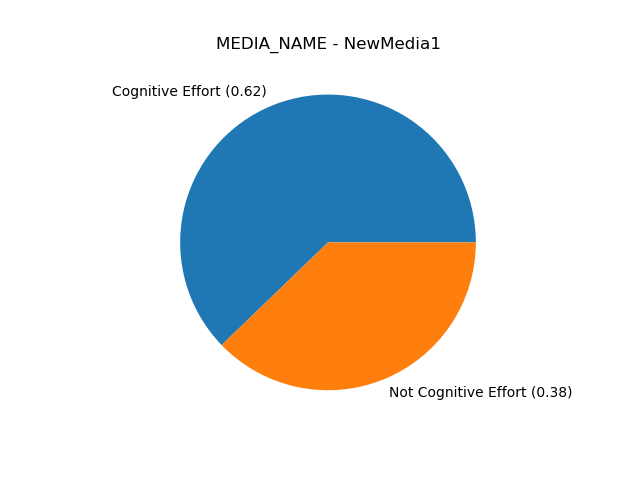 MEDIA_NAME - NewMedia1
Cognitive Effort (0.62)
Not Cognitive Effort (0.38)